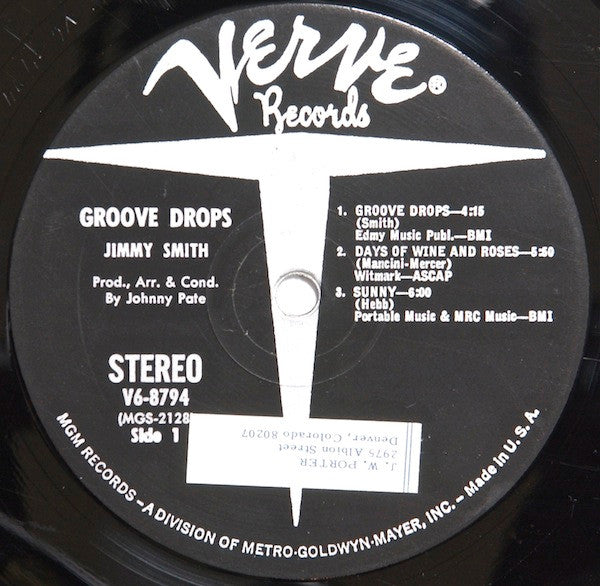 Verve®
Records
GROOVE DROPS
JIMMY SMITH
Prod., Arr. & Cond.
By Johnny Pate
STEREO
V6-8794
(MGS-2128)
Side 1
1. GROOVE DROPS—4:15
(Smith)
Edmy Music Publ.—BMI
2. DAYS OF WINE AND ROSES—5:50
(Mancini-Mercer)
Witmark—ASCAP
3. SUNNY—6:00
(Hebb)
Portable Music & MRC Music—BMI
J. W. PORTER
2975 Albion Street
Denver, Colorado 80207
MGM RECORDS – A DIVISION OF METRO-GOLDWYN-MAYER, INC. – Made in U. S. A.